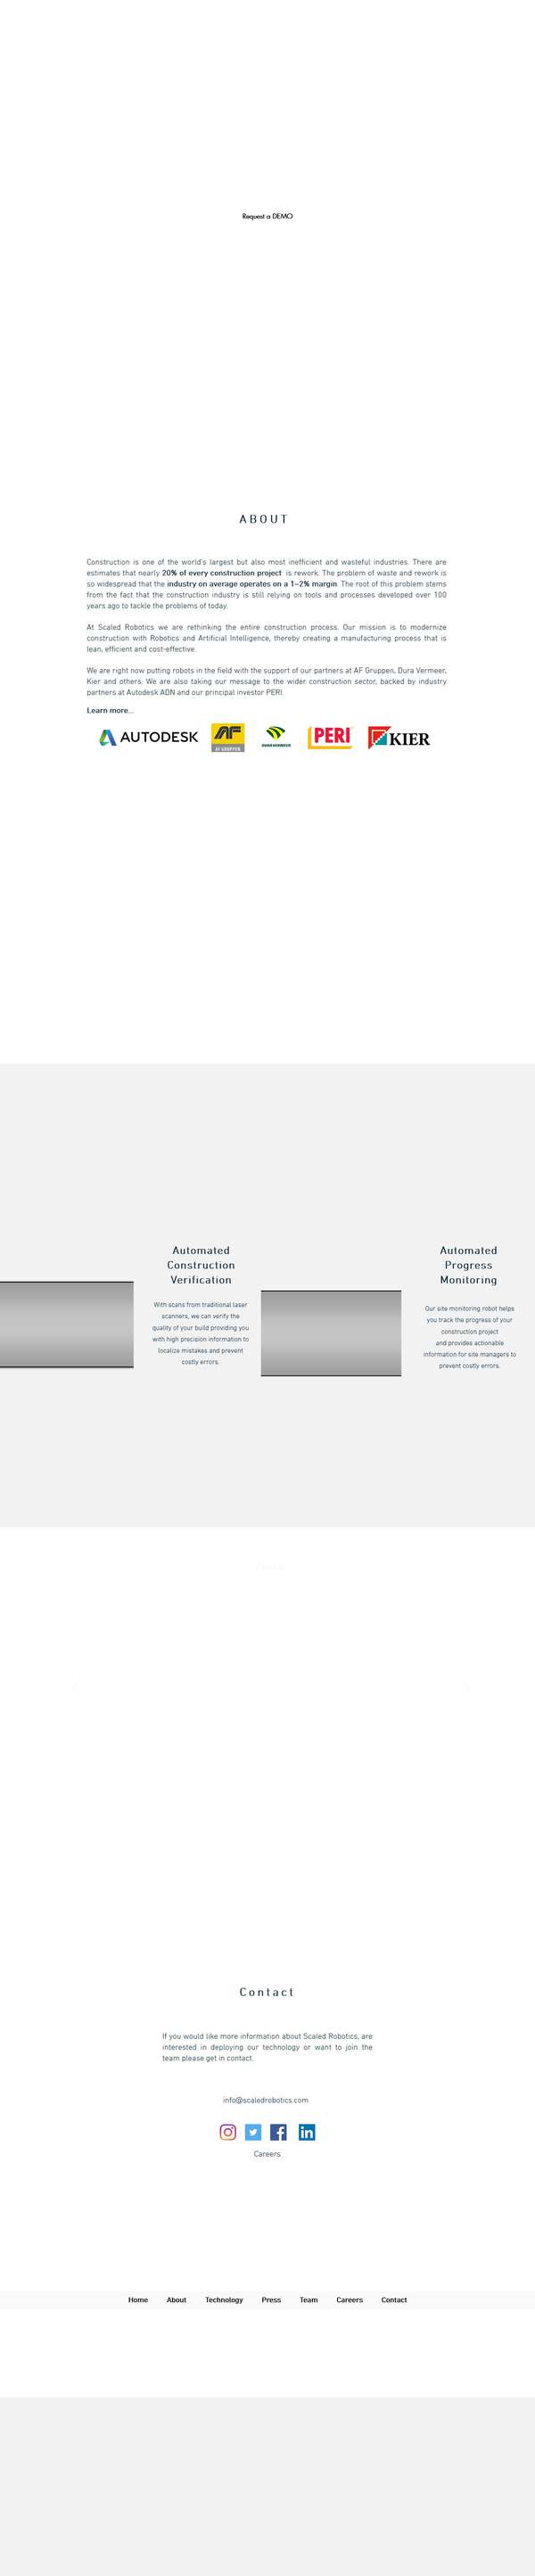 Request a DEMO
ABOUT
Construction is one of the world's largest but also most inefficient and wasteful industries. There are
estimates that nearly 20% of every construction project is rework. The problem of waste and rework is
so widespread that the industry on average operates on a 1–2% margin. The root of this problem stems
from the fact that the construction industry is still relying on tools and processes developed over 100
years ago to tackle the problems of today.
At Scaled Robotics we are rethinking the entire construction process. Our mission is to modernize
construction with Robotics and Artificial Intelligence, thereby creating a manufacturing process that is
lean, efficient and cost-effective.
We are right now putting robots in the field with the support of our partners at AF Gruppen, Dura Vermeer,
Kier and others. We are also taking our message to the wider construction sector, backed by industry
partners at Autodesk ADN and our principal investor PERI.
Learn more...
AUTODESK AF AF GRUPPEN DURA VERMEER PERI KIER
Automated
Construction
Verification
With scans from traditional laser
scanners, we can verify the
quality of your build providing you
with high precision information to
localize mistakes and prevent
costly errors.
Automated
Progress
Monitoring
Our site monitoring robot helps
you track the progress of your
construction project
and provides actionable
information for site managers to
prevent costly errors.
Contact
If you would like more information about Scaled Robotics, are
interested in deploying our technology or want to join the
team please get in contact.
info@scaledrobotics.com
Careers
Home About Technology Press Team Careers Contact